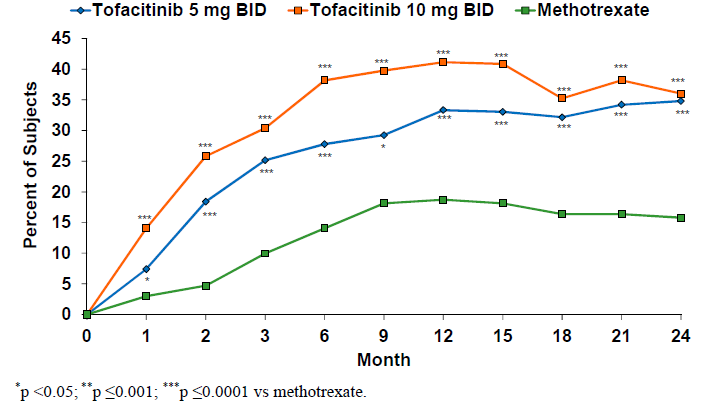 Tofacitinib 5 mg BID Tofacitinib 10 mg BID Methotrexate
45
40
35
30
25
20
15
10
5
0
Percent of Subjects
*** *** *** *** *** *** *** *** *** ***
* *** *** *** * *** *** *** *** ***
0 1 2 3 6 9 12 15 18 21 24
Month
*p <0.05; **p ≤0.001; ***p ≤0.0001 vs methotrexate.